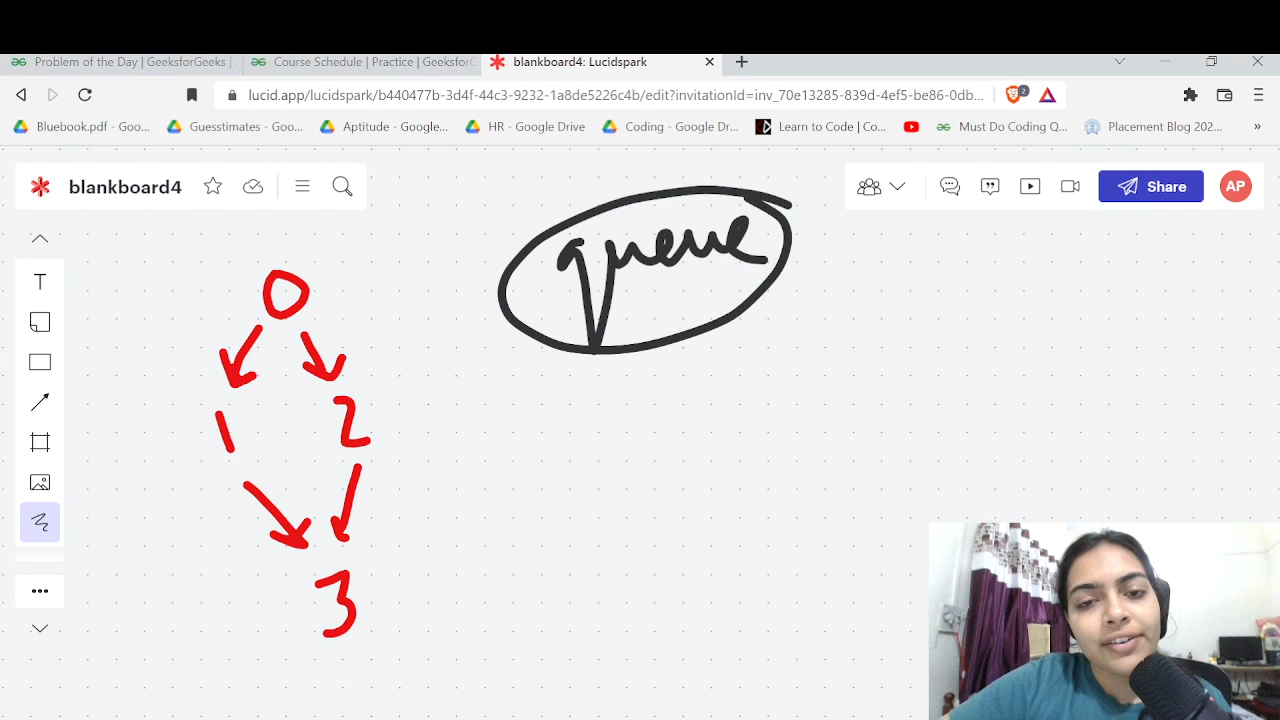 Problem of the Day | GeeksforGeeks |
Course Schedule | Practice | GeeksforG
blankboard4: Lucidspark
lucid.app/lucidspark/b440477b-3d4f-44c3-9232-1a8de5226c4b/edit?invitationId=inv_70e13285-839d-4ef5-be86-0db...
2
Bluebook.pdf - Goo...
Guesstimates - Goo...
Aptitude - Google...
HR - Google Drive
Coding - Google Dr...
Learn to Code | Co...
Must Do Coding Q...
Placement Blog 202...
»
blankboard4
Share
AP
T
queue
0
1 2
3